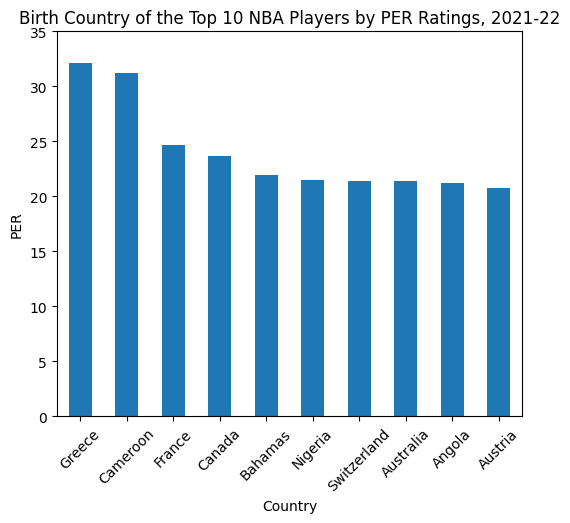 Birth Country of the Top 10 NBA Players by PER Ratings, 2021-22
35
30
25
20
15
10
5
0
PER
Greece
Cameroon
France
Canada
Bahamas
Nigeria
Switzerland
Australia
Angola
Austria
Country